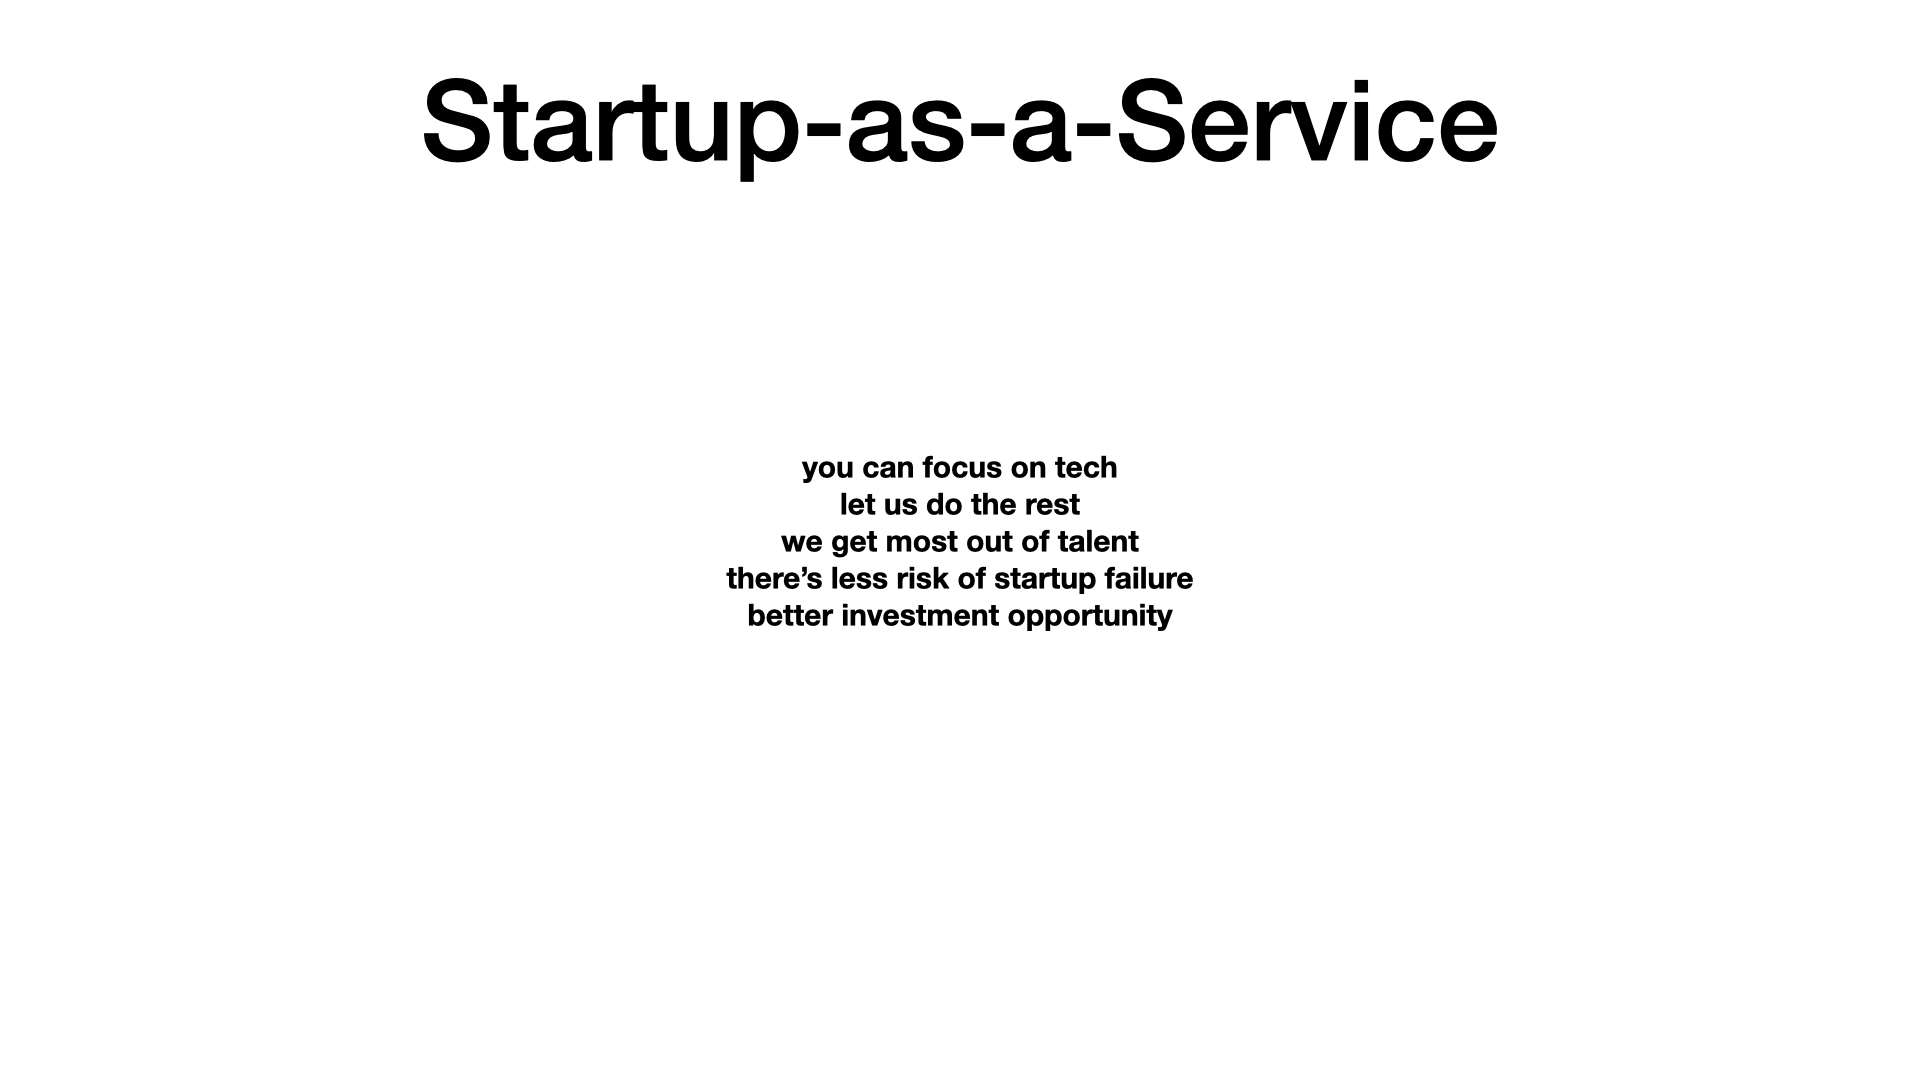 Startup-as-a-Service
you can focus on tech
let us do the rest
we get most out of talent
there’s less risk of startup failure
better investment opportunity